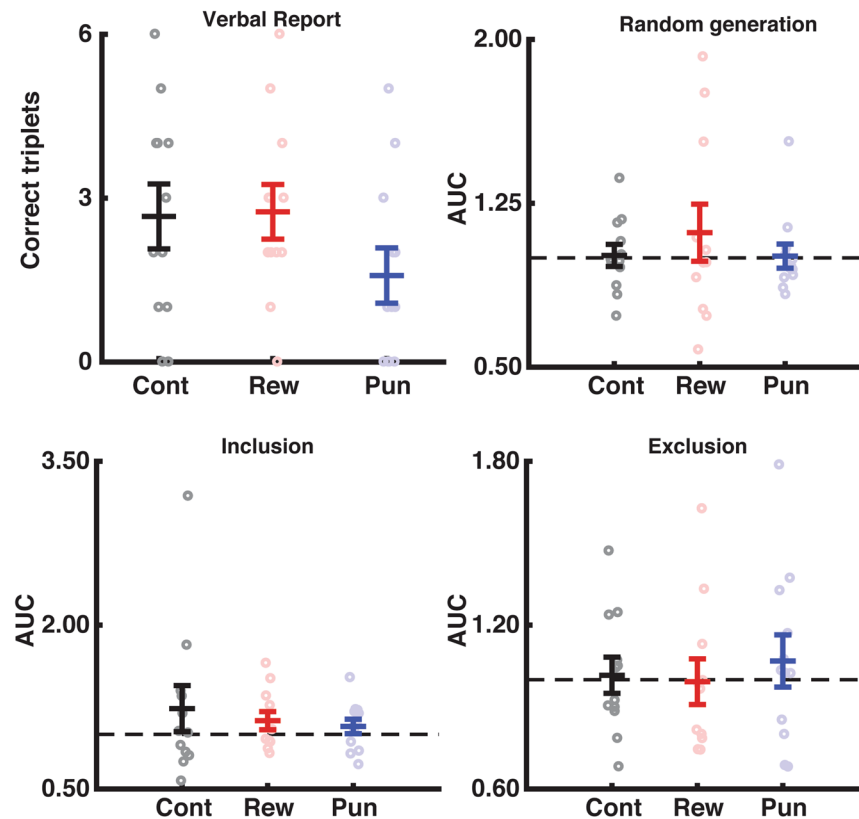 Verbal Report
Correct triplets
6
3
0
Cont Rew Pun
Random generation
AUC
2.00
1.25
0.50
Cont Rew Pun
Inclusion
AUC
3.50
2.00
0.50
Cont Rew Pun
Exclusion
AUC
1.80
1.20
0.60
Cont Rew Pun